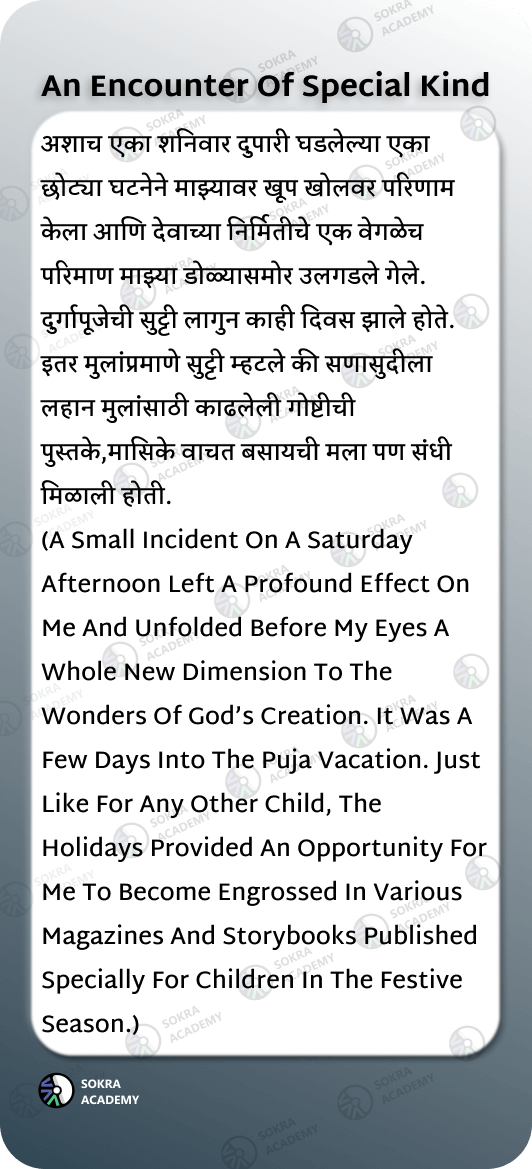 An Encounter Of Special Kind
अशाच एका शनिवार दुपारी घडलेल्या एका
छोट्या घटनेने माझ्यावर खूप खोलवर परिणाम
केला आणि देवाच्या निर्मितीचे एक वेगळेच
परिमाण माझ्या डोळ्यासमोर उलगडले गेले.
दुर्गापूजेची सुट्टी लागुन काही दिवस झाले होते.
इतर मुलांप्रमाणे सुट्टी म्हटले की सणासुदीला
लहान मुलांसाठी काढलेली गोष्टीची
पुस्तके,मासिके वाचत बसायची मला पण संधी
मिळाली होती.
(A Small Incident On A Saturday
Afternoon Left A Profound Effect On
Me And Unfolded Before My Eyes A
Whole New Dimension To The
Wonders Of God’s Creation. It Was A
Few Days Into The Puja Vacation. Just
Like For Any Other Child, The
Holidays Provided An Opportunity For
Me To Become Engrossed In Various
Magazines And Storybooks Published
Specially For Children In The Festive
Season.)
SOKRA
ACADEMY